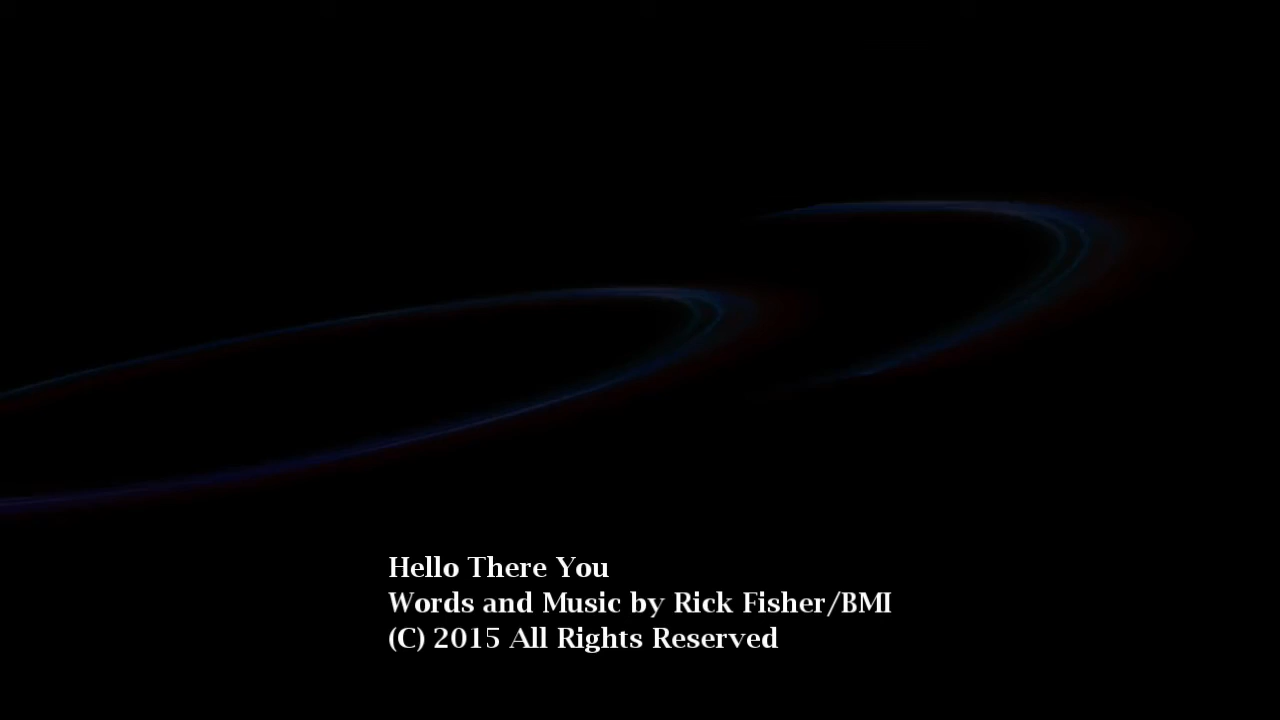 Hello There You
Words and Music by Rick Fisher/BMI
(C) 2015 All Rights Reserved